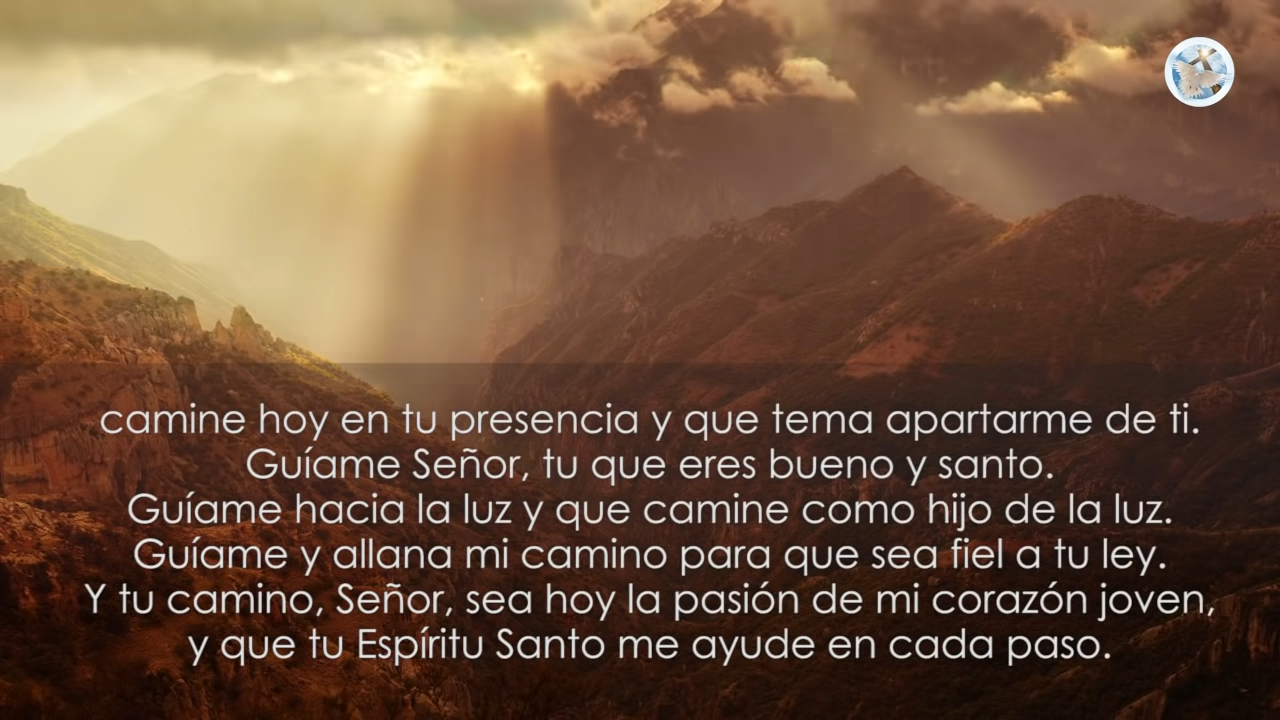 camine hoy en tu presencia y que tema apartarme de ti.
Guíame Señor, tu que eres bueno y santo.
Guíame hacia la luz y que camine como hijo de la luz.
Guíame y allana mi camino para que sea fiel a tu ley.
Y tu camino, Señor, sea hoy la pasión de mi corazón joven,
y que tu Espíritu Santo me ayude en cada paso.